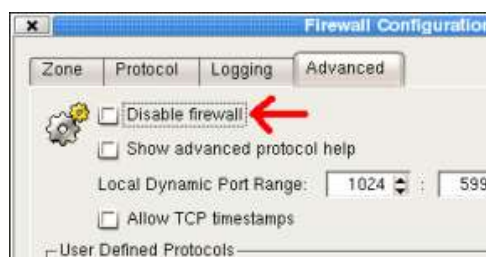 Firewall Configuration
Zone Protocol Logging Advanced
Disable firewall
Show advanced protocol help
Local Dynamic Port Range: 1024 : 599
Allow TCP timestamps
User Defined Protocols